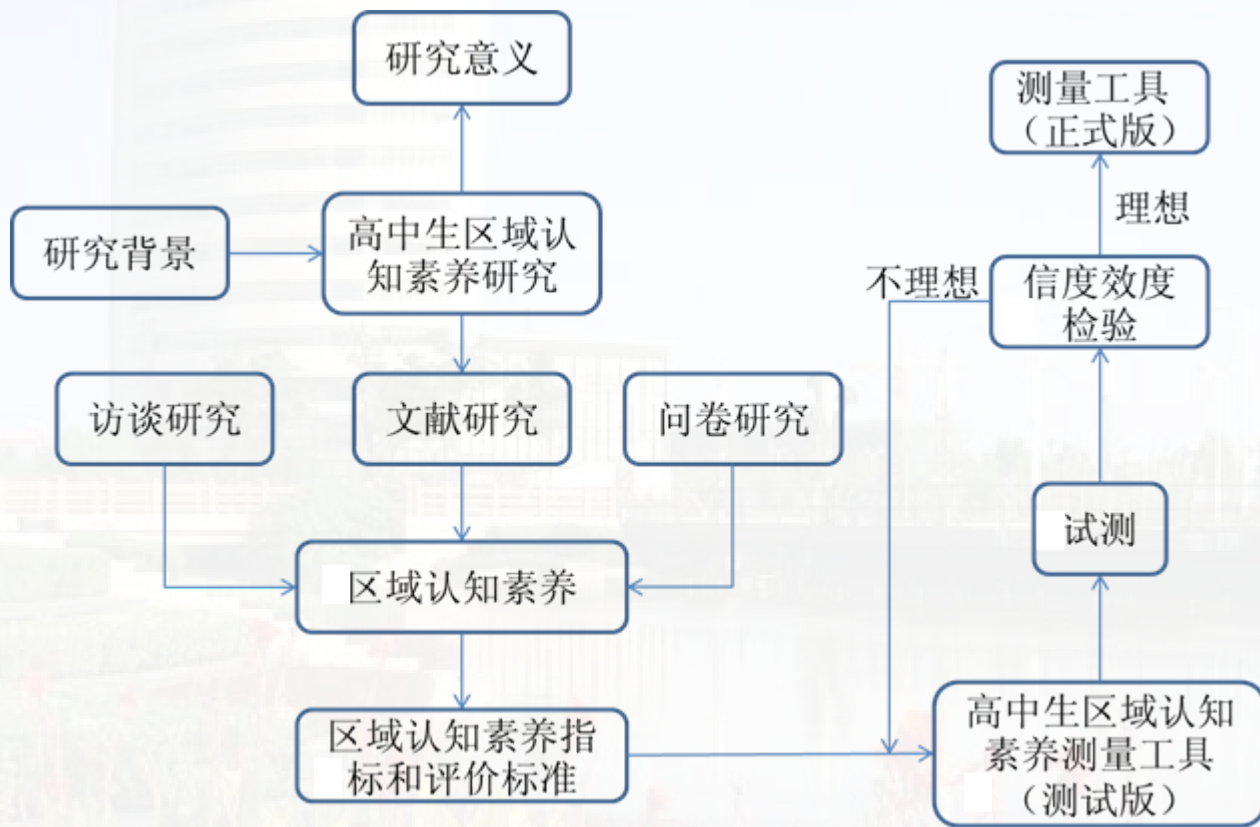 研究意义
测量工具
（正式版）
理想
研究背景
高中生区域认
知素养研究
不理想
信度效度
检验
访谈研究
文献研究
问卷研究
试测
区域认知素养
区域认知素养指
标和评价标准
高中生区域认知
素养测量工具
（测试版）